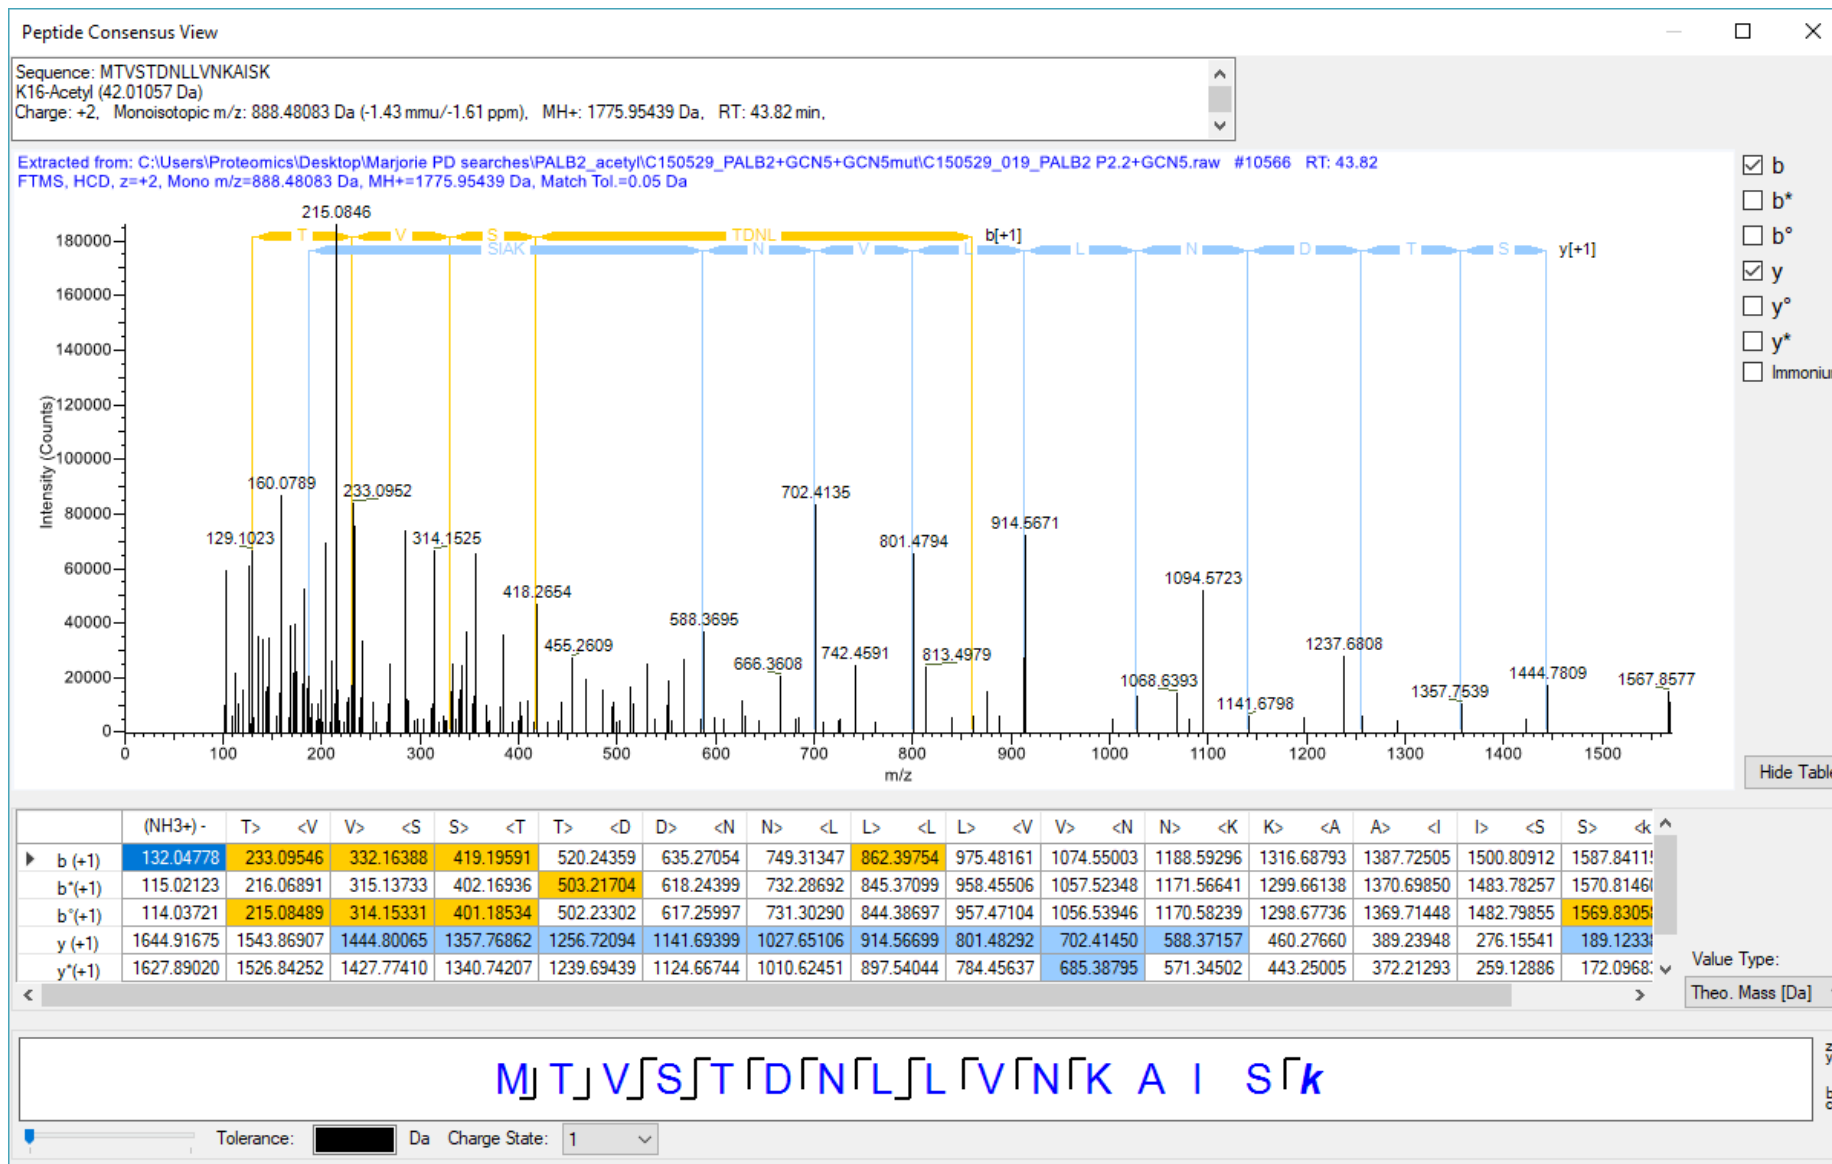 Peptide Consensus View
Sequence: MTVSTDNLLVNKAISK
K16-Acetyl (42.01057 Da)
Charge: +2, Monoisotopic m/z: 888.48083 Da (-1.43 mmu/-1.61 ppm), MH+: 1775.95439 Da, RT: 43.82 min,
Extracted from: C:\Users\Proteomics\Desktop\Marjorie PD searches\PALB2_acetyl\C150529_PALB2+GCN5+GCN5mut\C150529_019_PALB2 P2.2+GCN5.raw #10566 RT: 43.82
FTMS, HCD, z=+2, Mono m/z=888.48083 Da, MH+=1775.95439 Da, Match Tol.=0.05 Da
b
b*
b°
y
y°
y*
Immoniu
215.0846
T V S TDNL b[+1]
SIAK N V L L N D T S y[+1]
180000
160000
140000
120000
100000
80000
60000
40000
20000
0
Intensity (Counts)
160.0789
233.0952
129.1023
314.1525
418.2654
455.2609
588.3695
666.3608
702.4135
742.4591
801.4794
813.4979
914.5671
1068.6393
1094.5723
1141.6798
1237.6808
1357.7539
1444.7809
1567.8577
0 100 200 300 400 500 600 700 800 900 1000 1100 1200 1300 1400 1500
m/z
Hide Table
(NH3+) - T> <V V> <S S> <T T> <D D> <N N> <L L> <L L> <V V> <N N> <K K> <A A> <I I> <S S> <k
b (+1) 132.04778 233.09546 332.16388 419.19591 520.24359 635.27054 749.31347 862.39754 975.48161 1074.55003 1188.59296 1316.68793 1387.72505 1500.80912 1587.84115
b*(+1) 115.02123 216.06891 315.13733 402.16936 503.21704 618.24399 732.28692 845.37099 958.45506 1057.52348 1171.56641 1299.66138 1370.69850 1483.78257 1570.81460
b°(+1) 114.03721 215.08489 314.15331 401.18534 502.23302 617.25997 731.30290 844.38697 957.47104 1056.53946 1170.58239 1298.67736 1369.71448 1482.79855 1569.83058
y (+1) 1644.91675 1543.86907 1444.80065 1357.76862 1256.72094 1141.69399 1027.65106 914.56699 801.48292 702.41450 588.37157 460.27660 389.23948 276.15541 189.12338
y*(+1) 1627.89020 1526.84252 1427.77410 1340.74207 1239.69439 1124.66744 1010.62451 897.54044 784.45637 685.38795 571.34502 443.25005 372.21293 259.12886 172.09683
Value Type:
Theo. Mass [Da]
M T V S T D N L L V N K A I S k
Tolerance: Da Charge State: 1